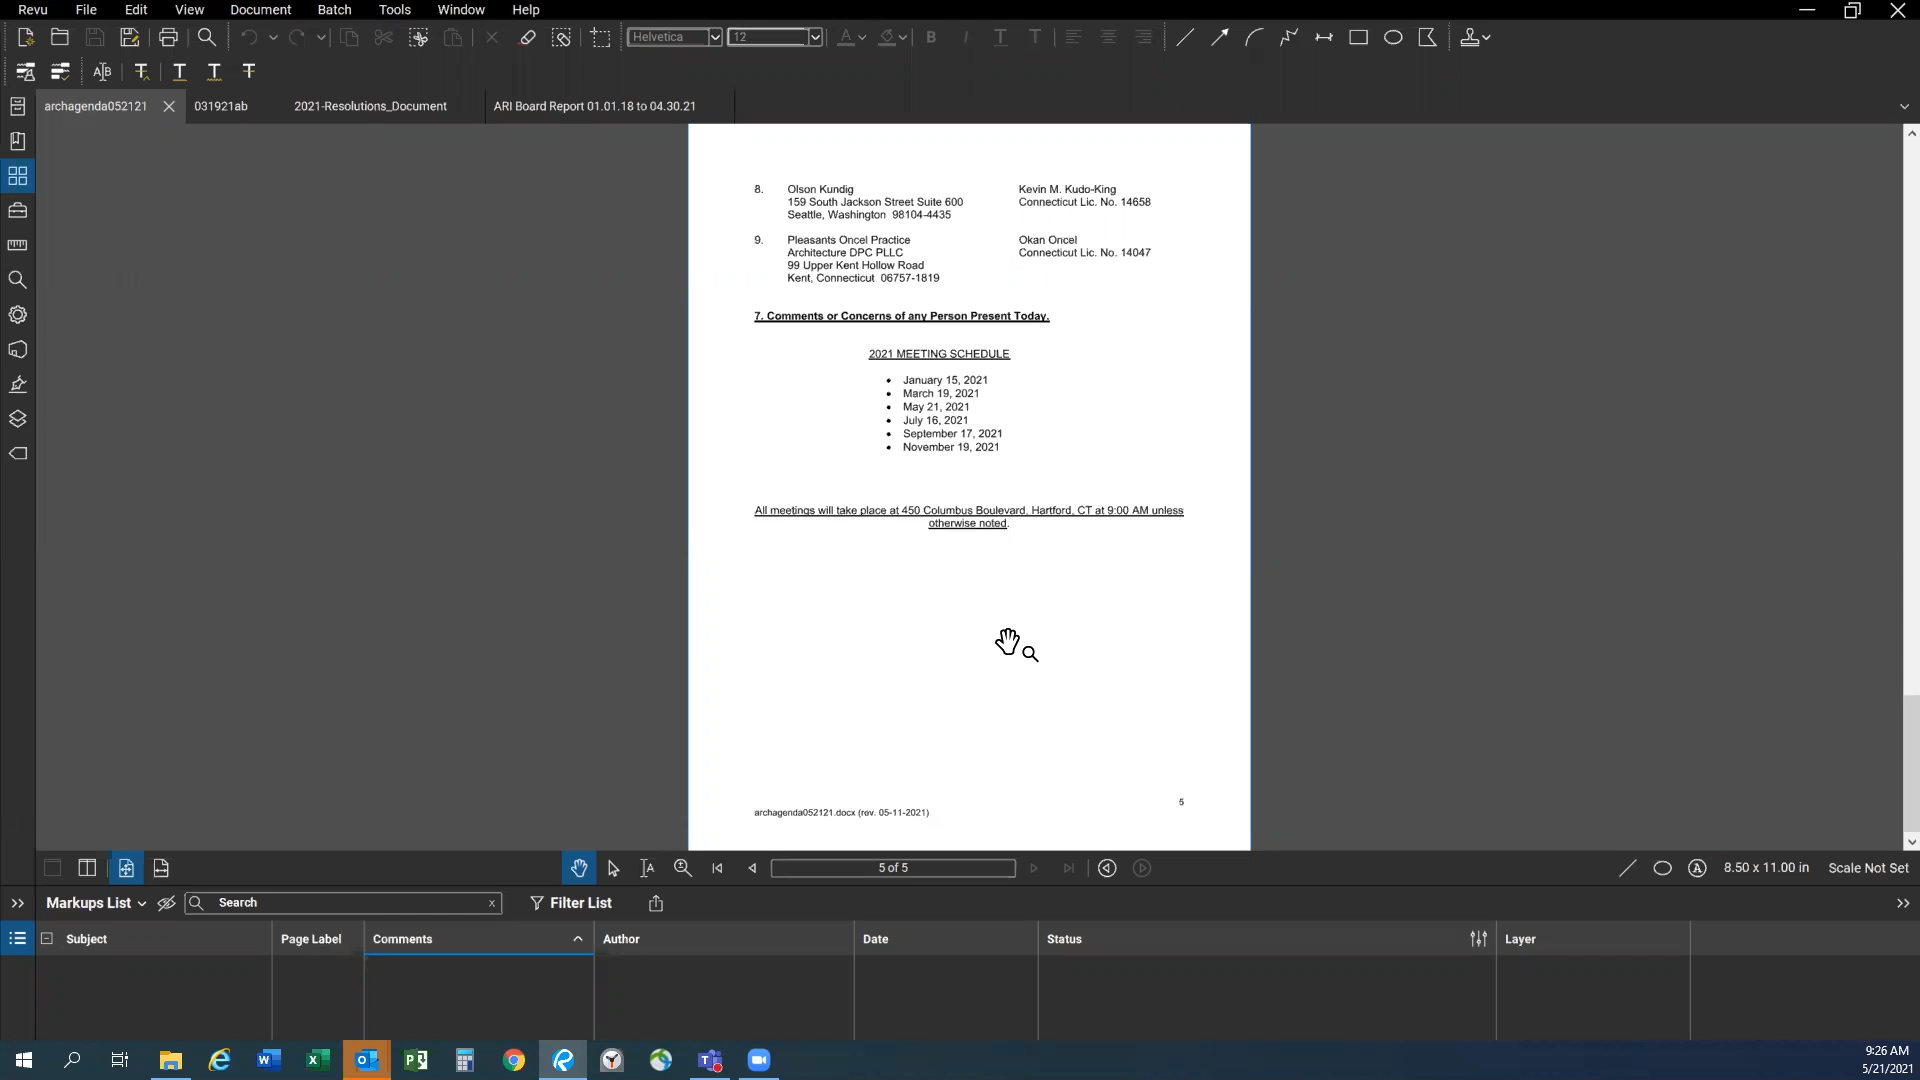 Revu File Edit View Document Batch Tools Window Help
Helvetica 12
archagenda052121 031921ab 2021-Resolutions_Document ARI Board Report 01.01.18 to 04.30.21
8. Olson Kundig Kevin M. Kudo-King
159 South Jackson Street Suite 600 Connecticut Lic. No. 14658
Seattle, Washington 98104-4435
9. Pleasants Oncel Practice Okan Oncel
Architecture DPC PLLC Connecticut Lic. No. 14047
99 Upper Kent Hollow Road
Kent, Connecticut 06757-1819
7. Comments or Concerns of any Person Present Today.
2021 MEETING SCHEDULE
• January 15, 2021
• March 19, 2021
• May 21, 2021
• July 16, 2021
• September 17, 2021
• November 19, 2021
All meetings will take place at 450 Columbus Boulevard, Hartford, CT at 9:00 AM unless
otherwise noted.
5
archagenda052121.docx (rev. 05-11-2021)
5 of 5 8.50 x 11.00 in Scale Not Set
Markups List Search x Filter List
Subject Page Label Comments Author Date Status Layer
9:26 AM
5/21/2021